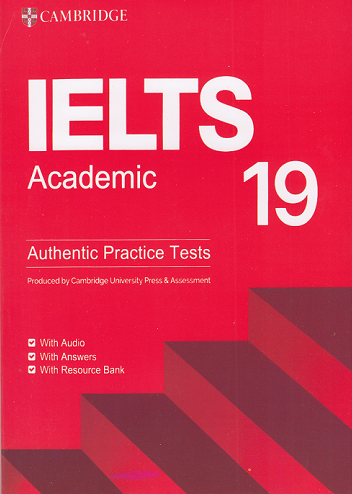 CAMBRIDGE
IELTS
Academic
19
Authentic Practice Tests
Produced by Cambridge University Press & Assessment
With Audio
With Answers
With Resource Bank